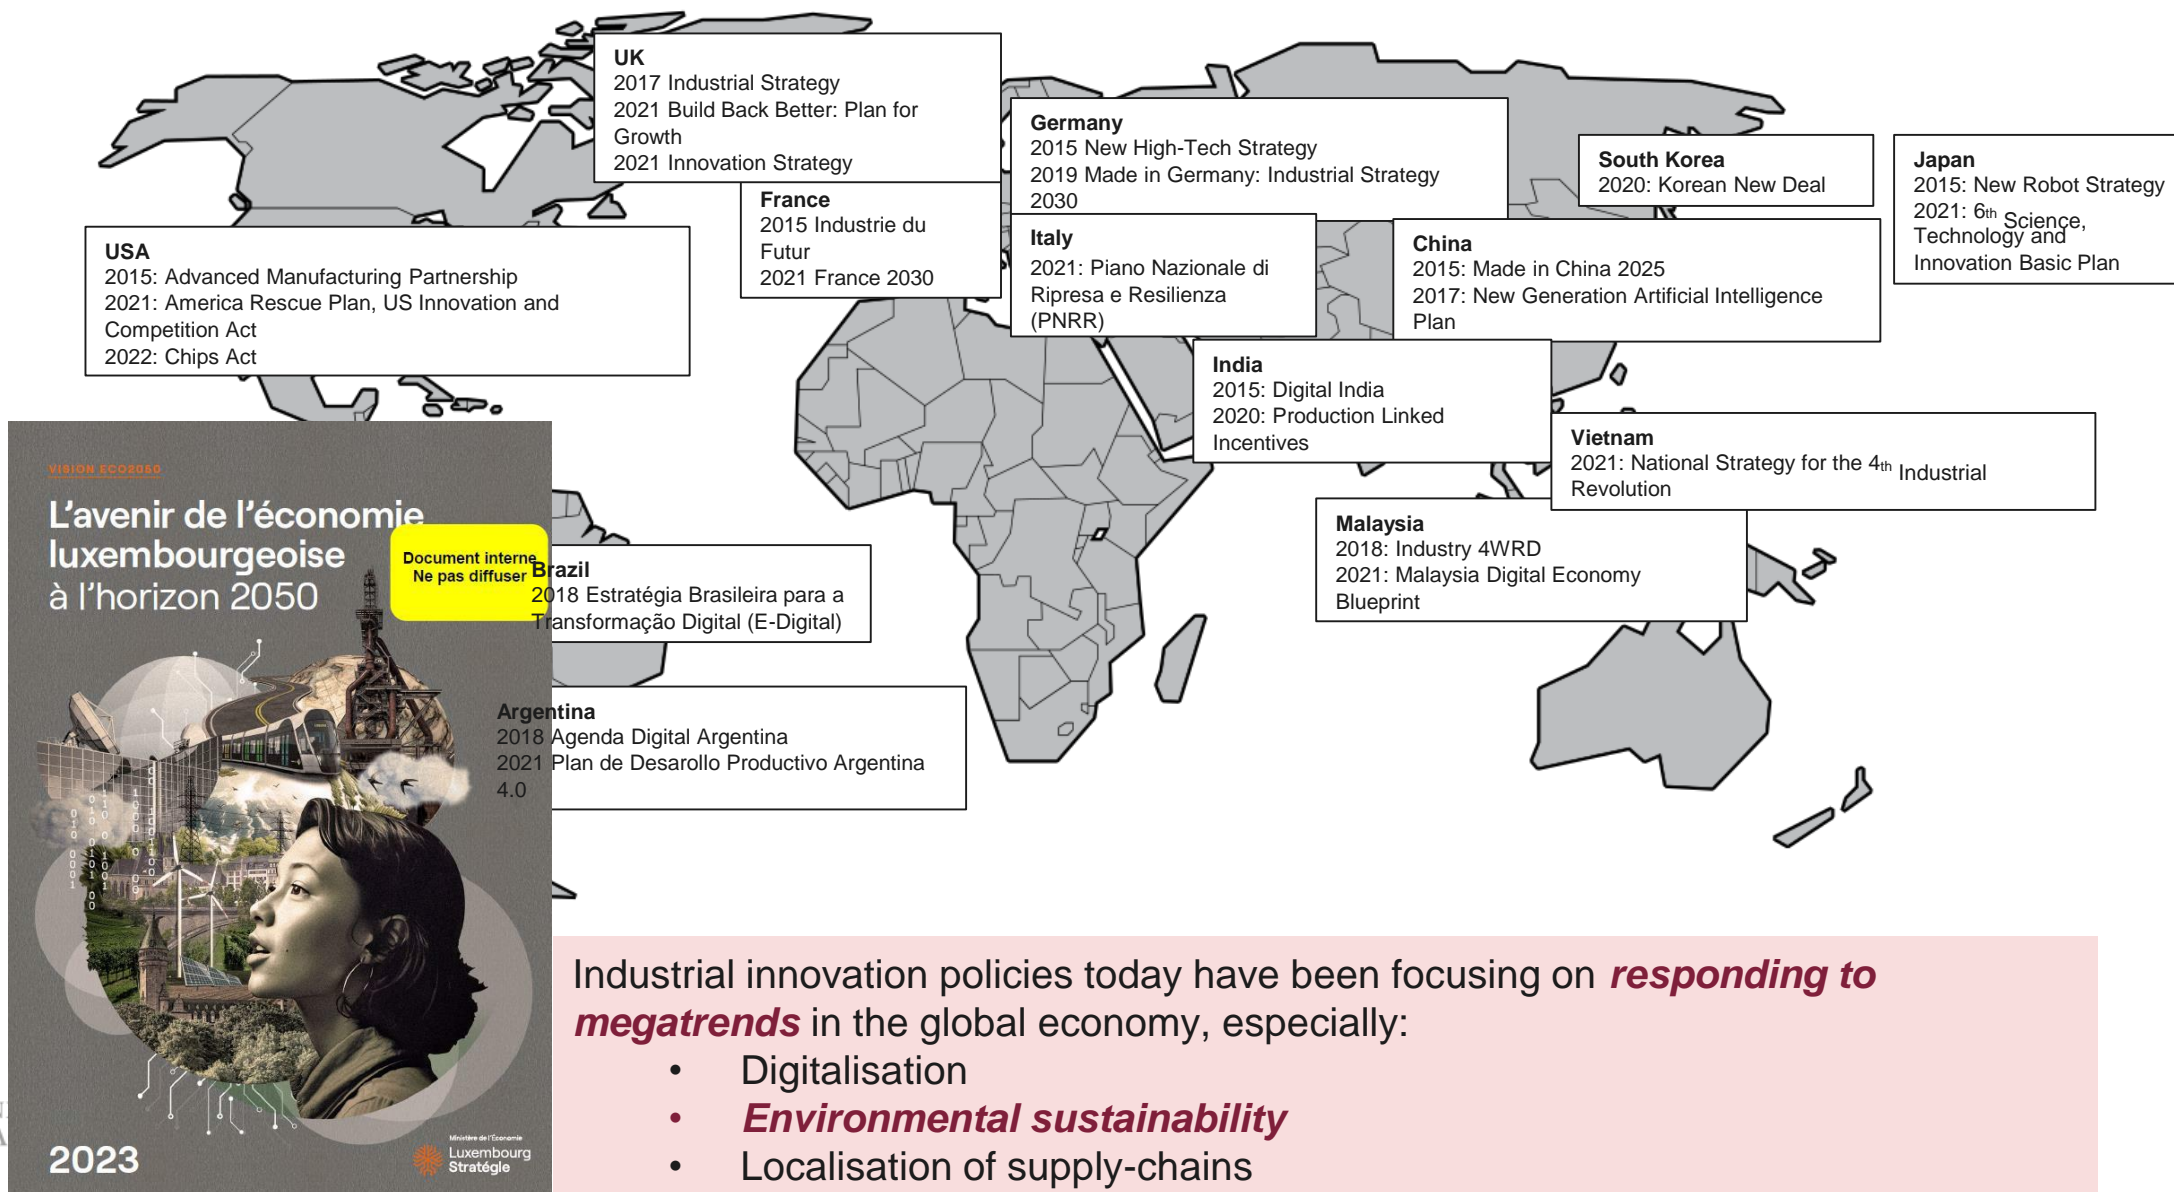 UK
2017 Industrial Strategy
2021 Build Back Better: Plan for
Growth
2021 Innovation Strategy
France
2015 Industrie du
Futur
2021 France 2030
Germany
2015 New High-Tech Strategy
2019 Made in Germany: Industrial Strategy
2030
Italy
2021: Piano Nazionale di
Ripresa e Resilienza
(PNRR)
South Korea
2020: Korean New Deal
Japan
2015: New Robot Strategy
2021: 6th Science,
Technology and
Innovation Basic Plan
USA
2015: Advanced Manufacturing Partnership
2021: America Rescue Plan, US Innovation and
Competition Act
2022: Chips Act
China
2015: Made in China 2025
2017: New Generation Artificial Intelligence
Plan
India
2015: Digital India
2020: Production Linked
Incentives
Vietnam
2021: National Strategy for the 4th Industrial
Revolution
Malaysia
2018: Industry 4WRD
2021: Malaysia Digital Economy
Blueprint
Brazil
2018 Estratégia Brasileira para a
Transformação Digital (E-Digital)
Argentina
2018 Agenda Digital Argentina
2021 Plan de Desarollo Productivo Argentina
4.0
VISION ECO2050
L'avenir de l'économie
luxembourgeoise
à l'horizon 2050
Document interne
Ne pas diffuser
2023
Ministère de l'Économie
Luxembourg
Stratégie
Industrial innovation policies today have been focusing on responding to
megatrends in the global economy, especially:
• Digitalisation
• Environmental sustainability
• Localisation of supply-chains